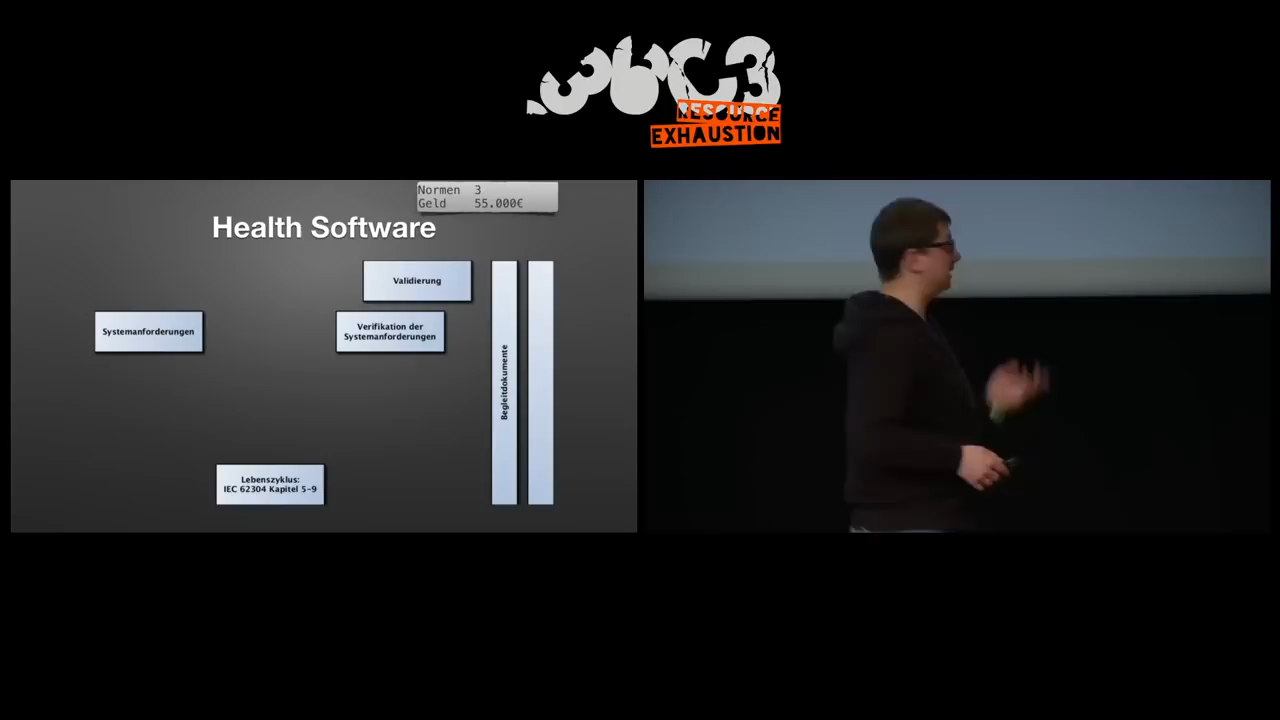 36C3
RESOURCE
EXHAUSTION
Normen 3
Geld 55.000€
Health Software
Validierung
Systemanforderungen
Verifikation der
Systemanforderungen
Begleitdokumente
Lebenszyklus:
IEC 62304 Kapitel 5-9